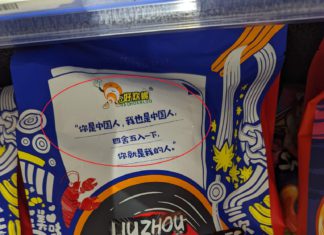 好欢螺
"你是中国人,我也是中国人,
四舍五入一下,
你就是我的人"
LIUZHOU